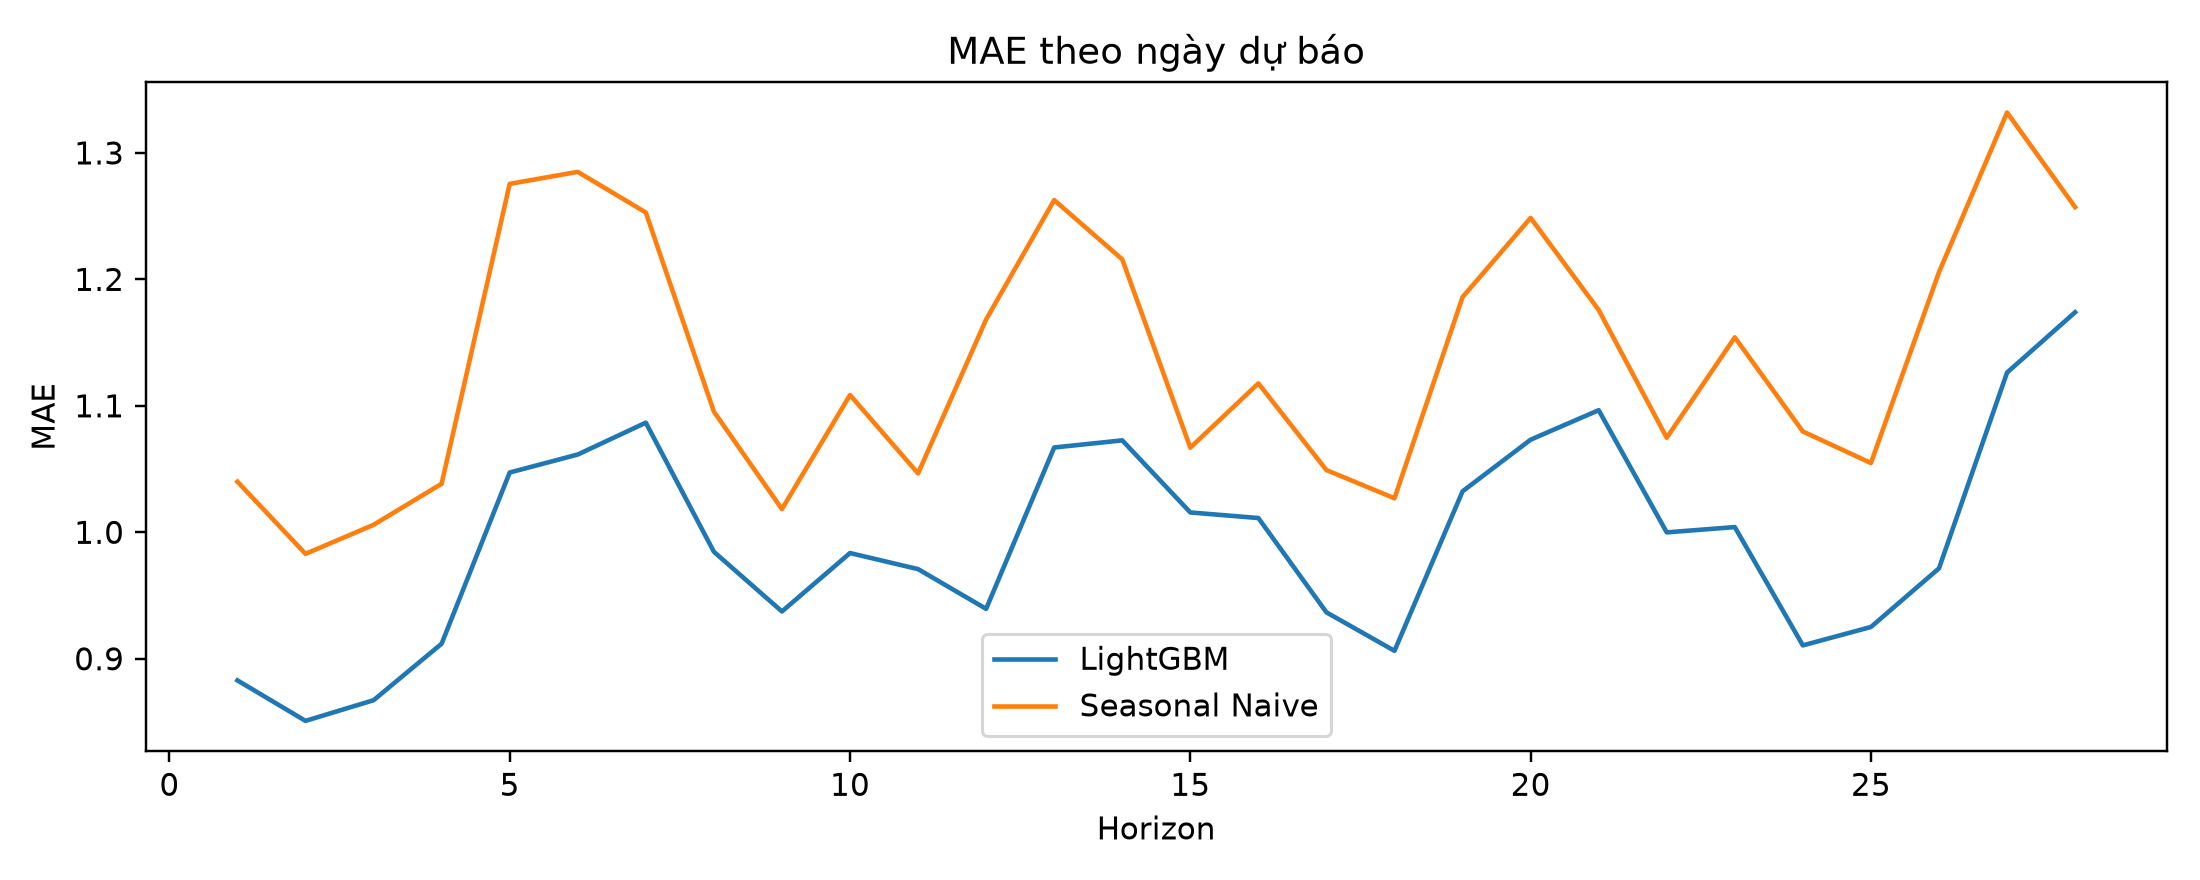 MAE theo ngày dự báo
MAE
1.3
1.2
1.1
1.0
0.9
LightGBM
Seasonal Naive
0 5 10 15 20 25
Horizon